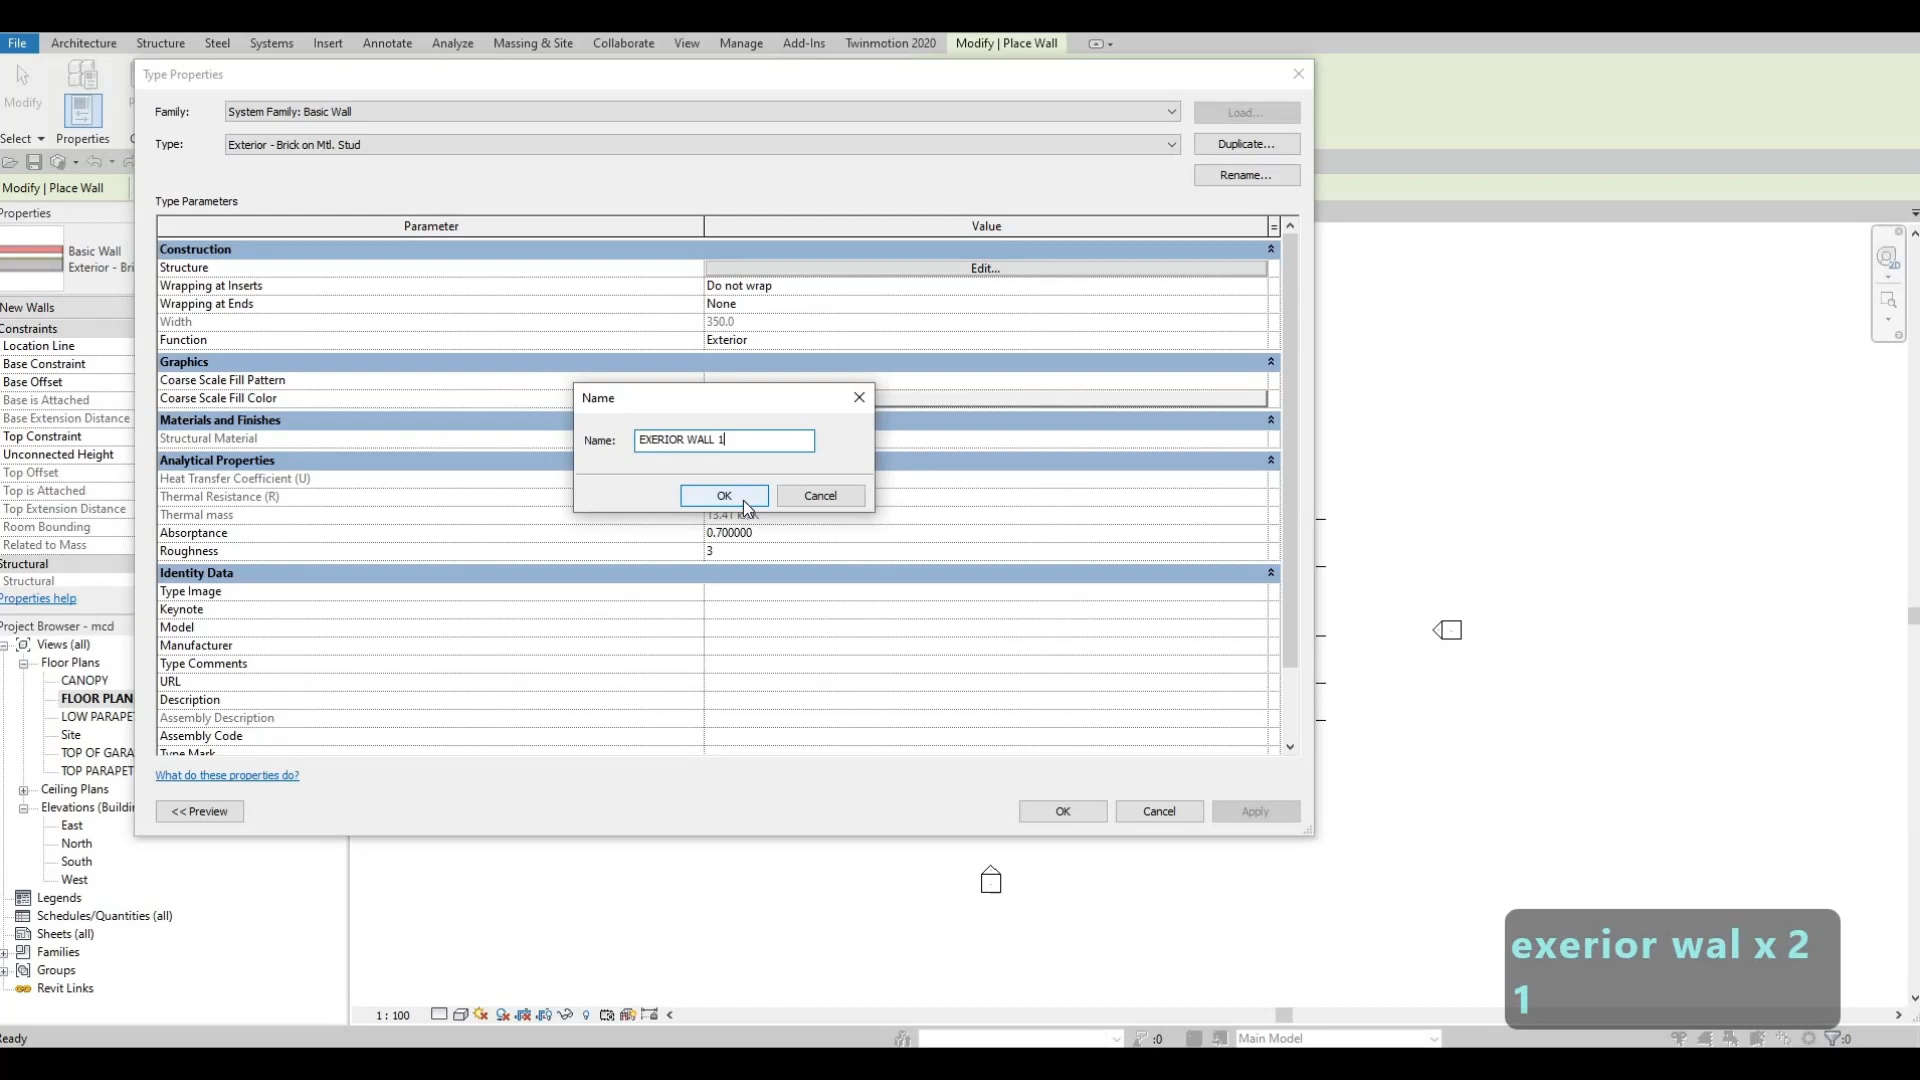 File Architecture Structure Steel Systems Insert Annotate Analyze Massing & Site Collaborate View Manage Add-Ins Twinmotion 2020 Modify | Place Wall
Modify
Select Properties
Modify | Place Wall
Properties
Basic Wall
Exterior - Bri
New Walls
Constraints
Location Line
Base Constraint
Base Offset
Base is Attached
Base Extension Distance
Top Constraint
Unconnected Height
Top Offset
Top is Attached
Top Extension Distance
Room Bounding
Related to Mass
Structural
Structural
Properties help
Project Browser - mcd
Views (all)
Floor Plans
CANOPY
FLOOR PLAN
LOW PARAPE
Site
TOP OF GARA
TOP PARAPET
Ceiling Plans
Elevations (Buildin
East
North
South
West
Legends
Schedules/Quantities (all)
Sheets (all)
Families
Groups
Revit Links
Type Properties
Family: System Family: Basic Wall Load...
Type: Exterior - Brick on Mtl. Stud Duplicate...
Rename...
Type Parameters
Parameter Value =
Construction
Structure Edit...
Wrapping at Inserts Do not wrap
Wrapping at Ends None
Width 350.0
Function Exterior
Graphics
Coarse Scale Fill Pattern
Coarse Scale Fill Color
Materials and Finishes
Structural Material
Analytical Properties
Heat Transfer Coefficient (U)
Thermal Resistance (R)
Thermal mass
Absorptance 0.700000
Roughness 3
Identity Data
Type Image
Keynote
Model
Manufacturer
Type Comments
URL
Description
Assembly Description
Assembly Code
Type Mark
What do these properties do?
<< Preview OK Cancel Apply
Name
Name: EXERIOR WALL 1
OK Cancel
2D
exerior wal x 2
1
1 : 100
Ready
:0 Main Model :0